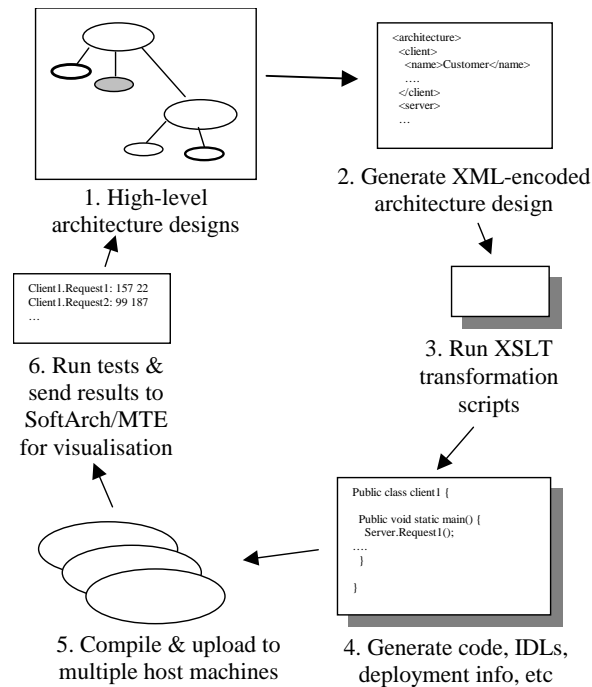 <architecture>
<client>
<name>Customer</name>
….
</client>
<server>
…
1. High-level
architecture designs
2. Generate XML-encoded
architecture design
3. Run XSLT
transformation
scripts
Public class client1 {
Public void static main() {
Server.Request1();
….
}
}
4. Generate code, IDLs,
deployment info, etc
5. Compile & upload to
multiple host machines
Client1.Request1: 157 22
Client1.Request2: 99 187
…
6. Run tests &
send results to
SoftArch/MTE
for visualisation